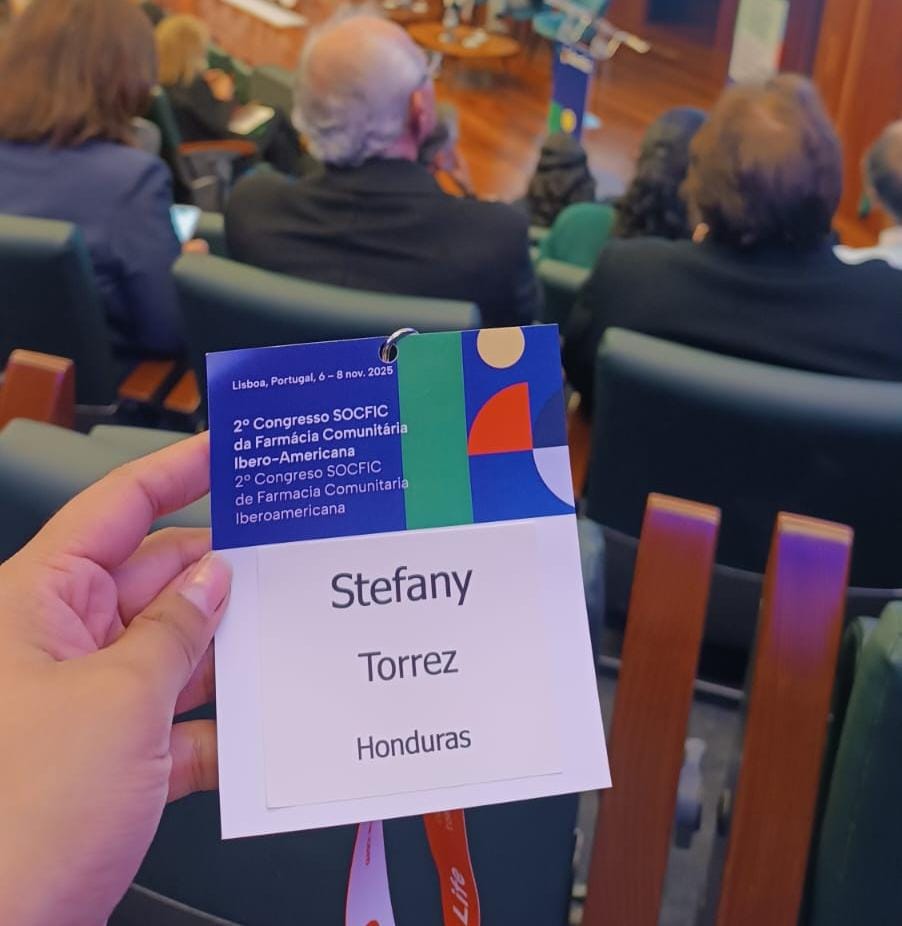 Lisboa, Portugal, 6 – 8 nov. 2025
2º Congresso SOCFIC
da Farmácia Comunitária
Ibero-Americana
2º Congreso SOCFIC
de Farmacia Comunitaria
Iberoamericana
Stefany
Torrez
Honduras
Life